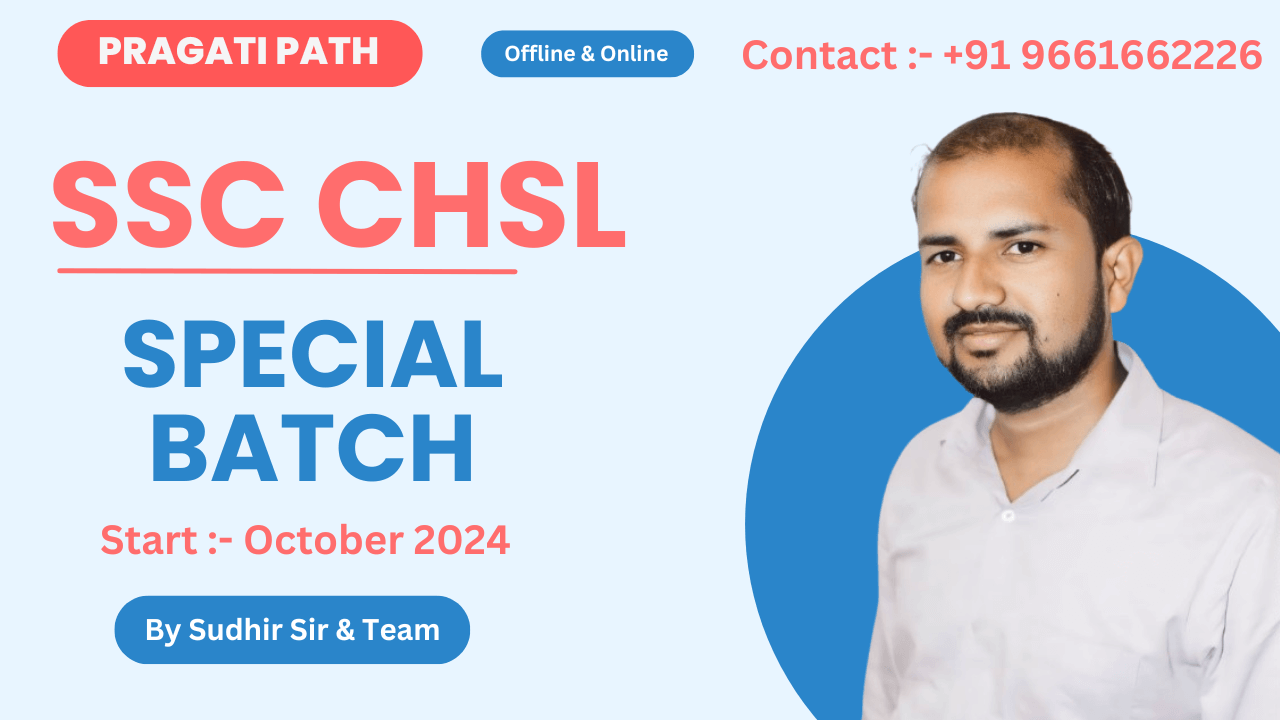 PRAGATI PATH
Offline & Online
Contact :- +91 9661662226
SSC CHSL
SPECIAL
BATCH
Start :- October 2024
By Sudhir Sir & Team